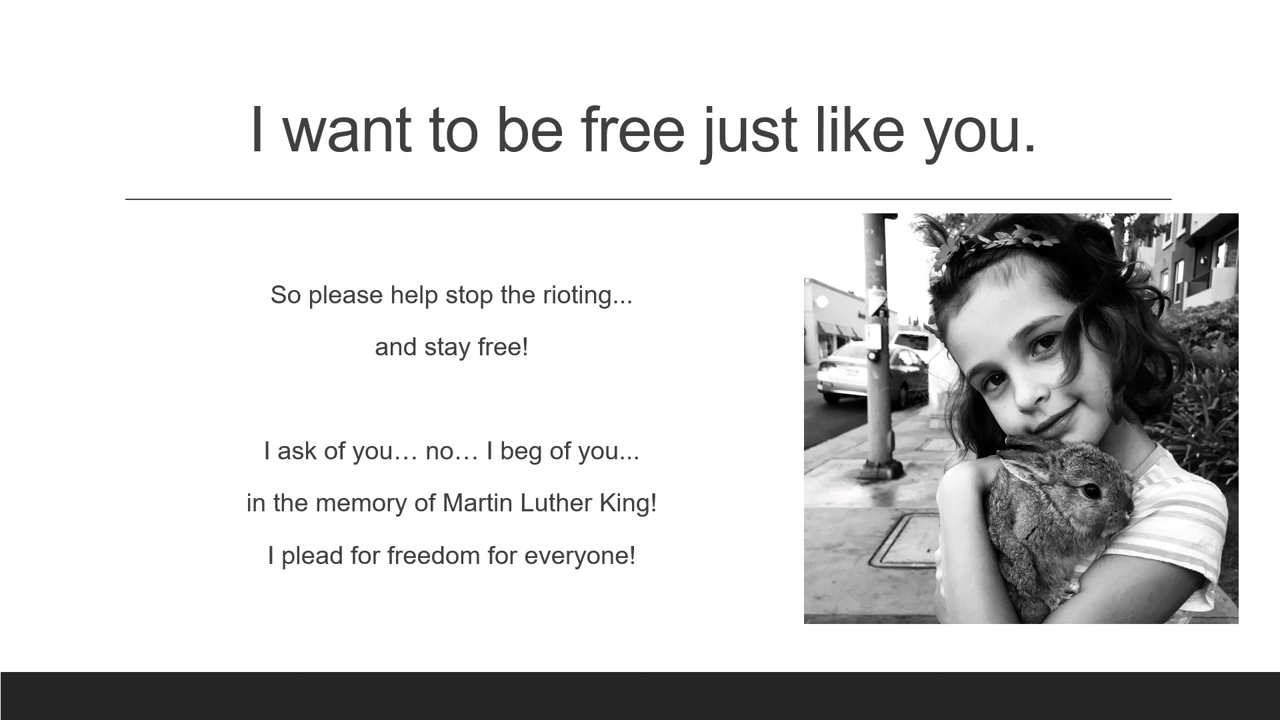 I want to be free just like you.
So please help stop the rioting...
and stay free!
I ask of you… no… I beg of you...
in the memory of Martin Luther King!
I plead for freedom for everyone!